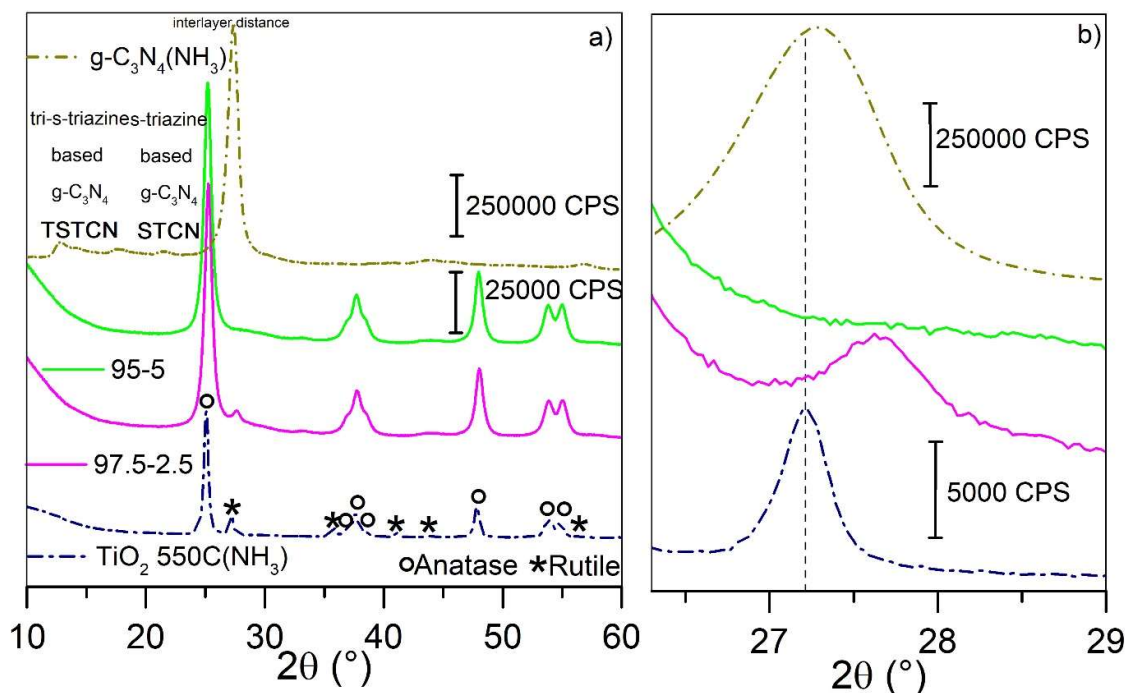 interlayer distance
a)
g-C₃N₄(NH₃)
tri-s-triazines-triazine
based based
g-C₃N₄ g-C₃N₄
TSTCN STCN
250000 CPS
25000 CPS
95-5
97.5-2.5
TiO₂ 550C(NH₃)
Anatase *Rutile
10 20 30 40 50 60
2θ (°)
b)
250000 CPS
5000 CPS
27 28 29
2θ (°)